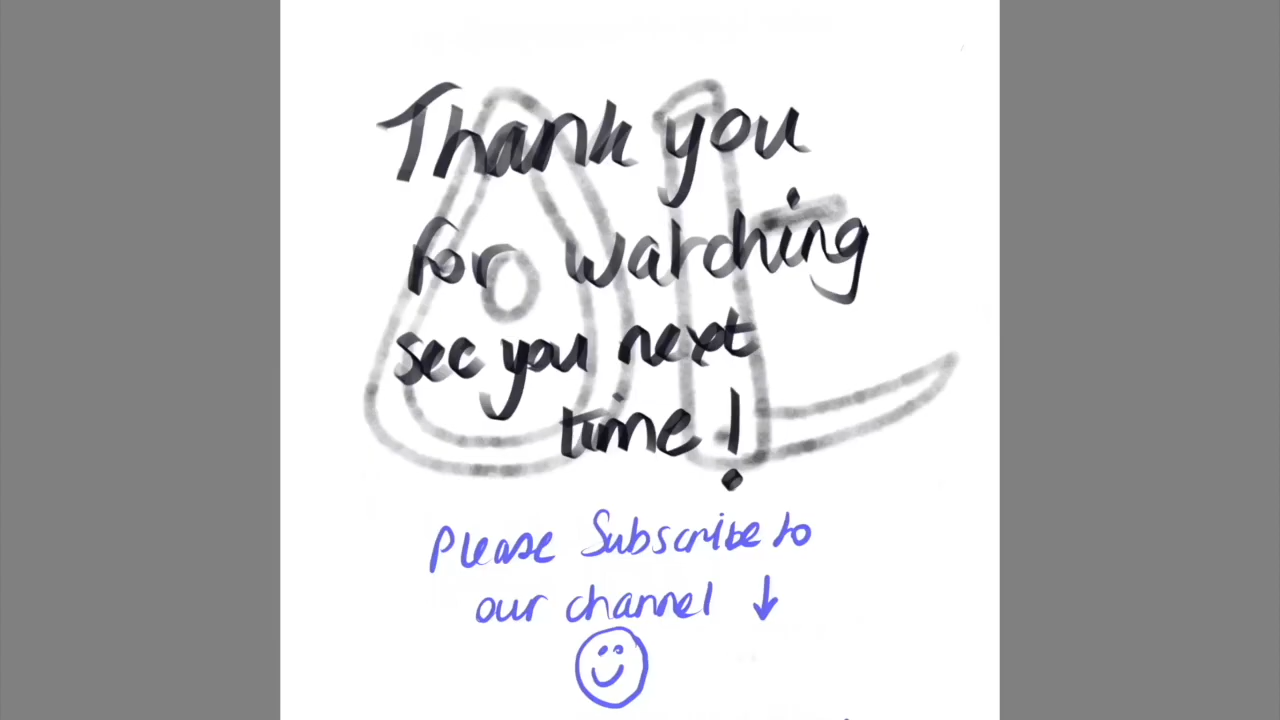 Thank you
for watching
see you next
time!
Please Subscribe to
our channel ↓